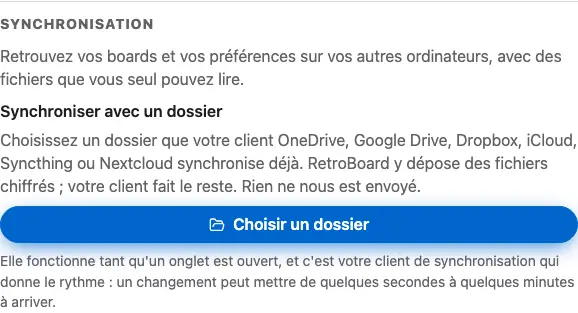 SYNCHRONISATION
Retrouvez vos boards et vos préférences sur vos autres ordinateurs, avec des
fichiers que vous seul pouvez lire.
Synchroniser avec un dossier
Choisissez un dossier que votre client OneDrive, Google Drive, Dropbox, iCloud,
Syncthing ou Nextcloud synchronise déjà. RetroBoard y dépose des fichiers
chiffrés ; votre client fait le reste. Rien ne nous est envoyé.
Choisir un dossier
Elle fonctionne tant qu'un onglet est ouvert, et c'est votre client de synchronisation qui
donne le rythme : un changement peut mettre de quelques secondes à quelques minutes
à arriver.